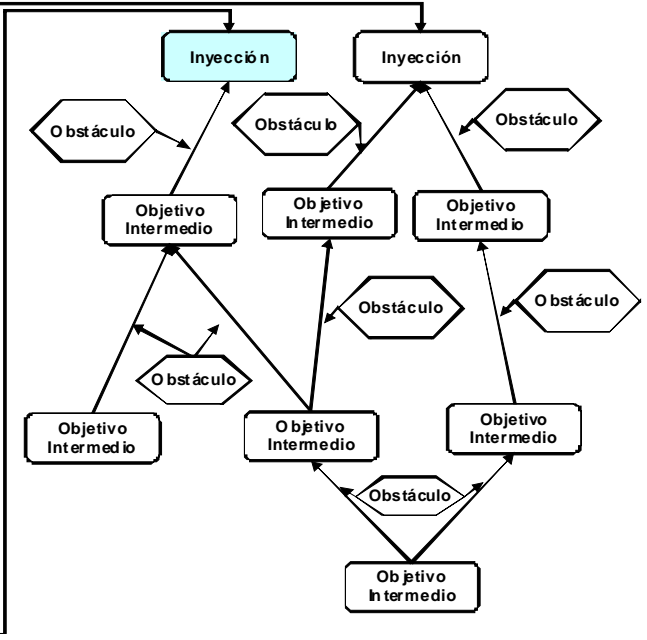 Inyección
Inyección
Obstáculo
Obstáculo
Obstáculo
Objetivo
Intermedio
Objetivo
Intermedio
Objetivo
Intermedio
Obstáculo
Obstáculo
Obstáculo
Objetivo
Intermedio
Objetivo
Intermedio
Objetivo
Intermedio
Obstáculo
Objetivo
Intermedio